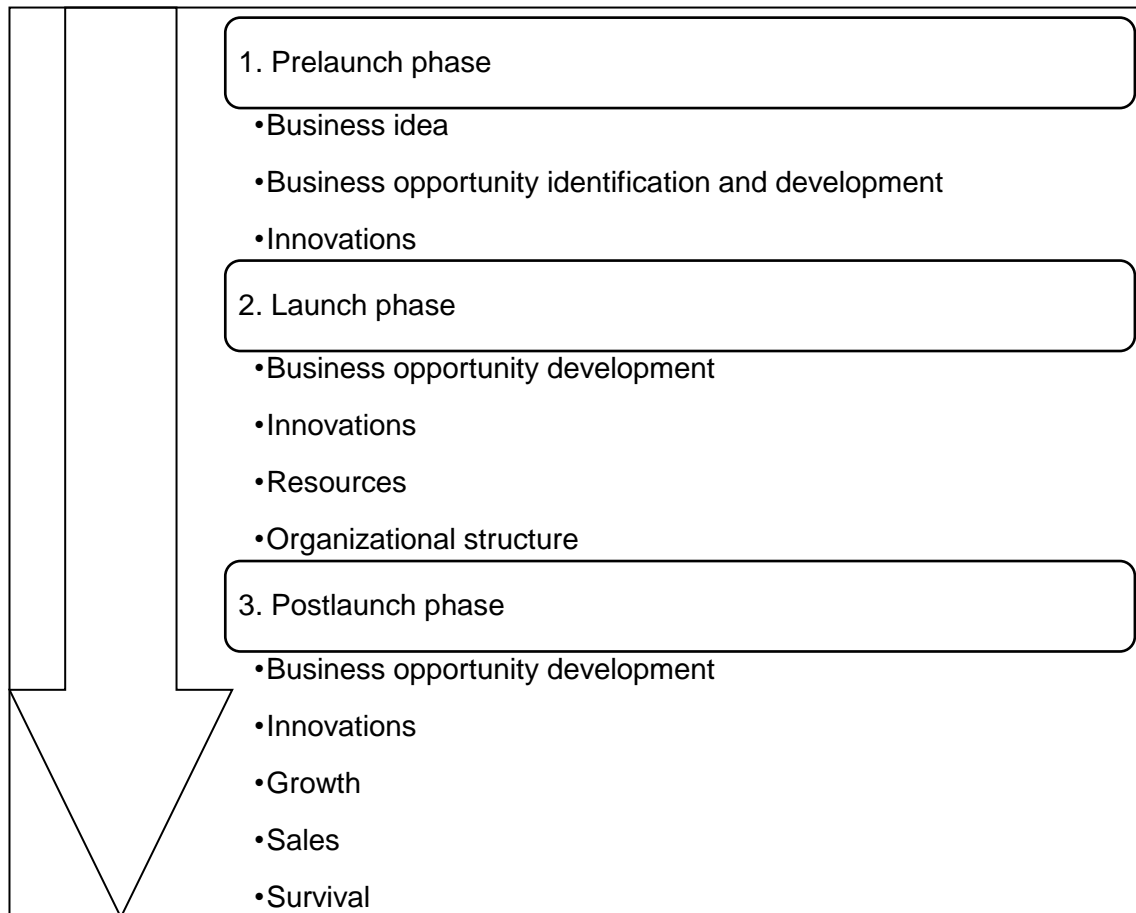 1. Prelaunch phase
•Business idea
•Business opportunity identification and development
•Innovations
2. Launch phase
•Business opportunity development
•Innovations
•Resources
•Organizational structure
3. Postlaunch phase
•Business opportunity development
•Innovations
•Growth
•Sales
•Survival